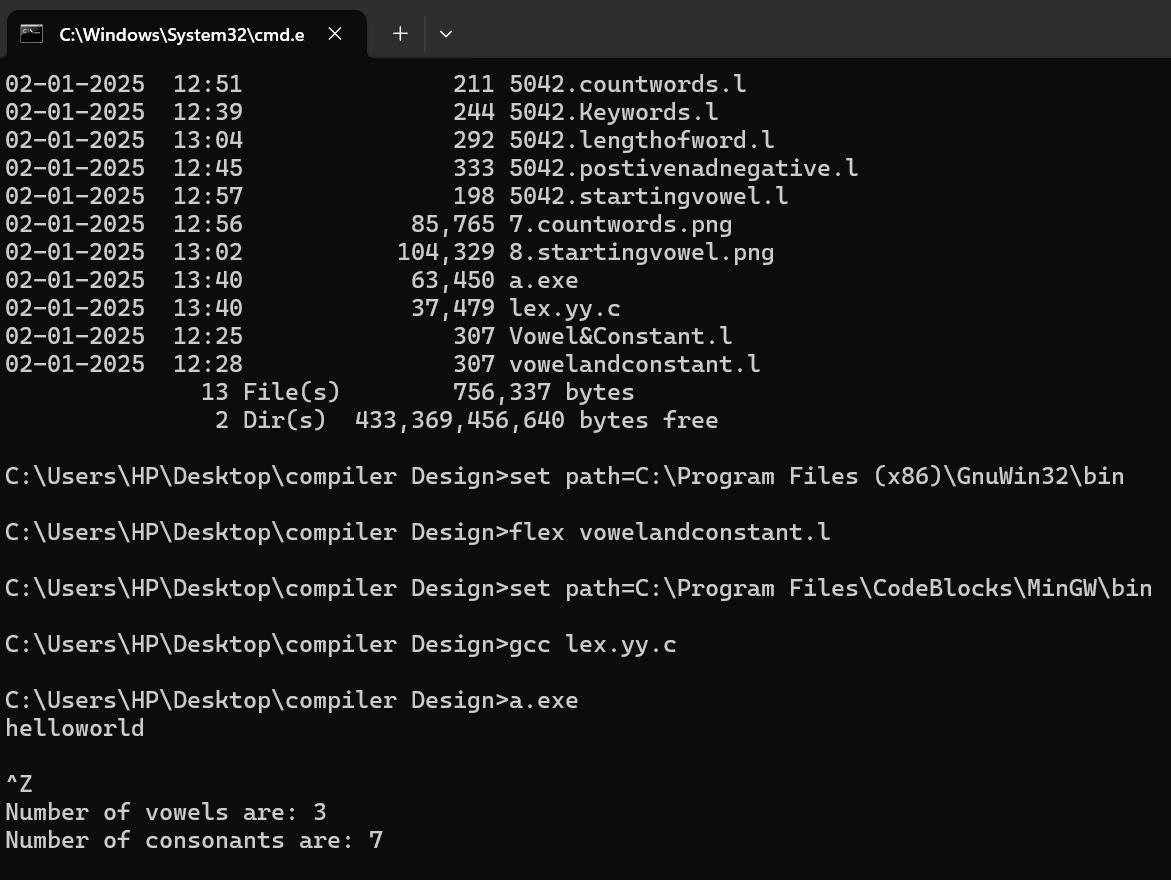 C:\Windows\System32\cmd.e
02-01-2025  12:51               211 5042.countwords.l
02-01-2025  12:39               244 5042.Keywords.l
02-01-2025  13:04               292 5042.lengthofword.l
02-01-2025  12:45               333 5042.postivenadnegative.l
02-01-2025  12:57               198 5042.startingvowel.l
02-01-2025  12:56            85,765 7.countwords.png
02-01-2025  13:02           104,329 8.startingvowel.png
02-01-2025  13:40            63,450 a.exe
02-01-2025  13:40            37,479 lex.yy.c
02-01-2025  12:25               307 Vowel&Constant.l
02-01-2025  12:28               307 vowelandconstant.l
              13 File(s)        756,337 bytes
               2 Dir(s)  433,369,456,640 bytes free
C:\Users\HP\Desktop\compiler Design>set path=C:\Program Files (x86)\GnuWin32\bin
C:\Users\HP\Desktop\compiler Design>flex vowelandconstant.l
C:\Users\HP\Desktop\compiler Design>set path=C:\Program Files\CodeBlocks\MinGW\bin
C:\Users\HP\Desktop\compiler Design>gcc lex.yy.c
C:\Users\HP\Desktop\compiler Design>a.exe
helloworld
^Z
Number of vowels are: 3
Number of consonants are: 7